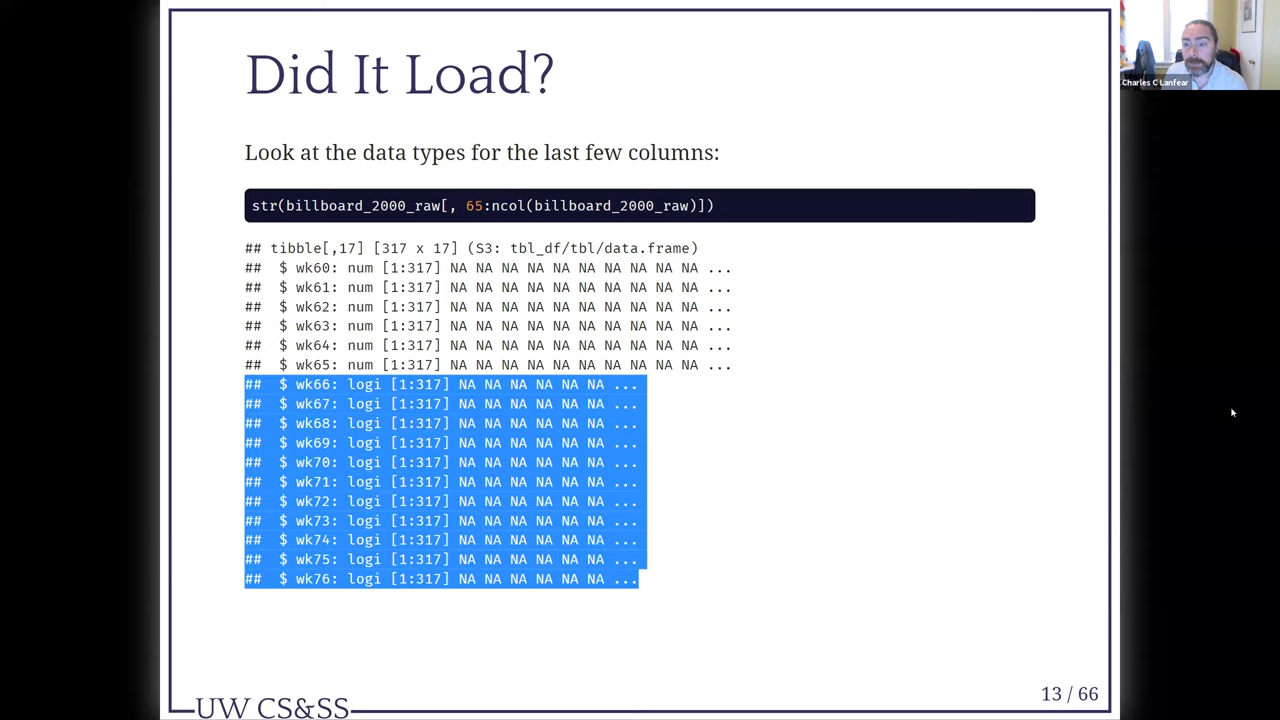 Did It Load?
Charles C Lanfear
Look at the data types for the last few columns:
str(billboard_2000_raw[, 65:ncol(billboard_2000_raw)])
## tibble[,17] [317 x 17] (S3: tbl_df/tbl/data.frame)
##  $ wk60: num [1:317] NA NA NA NA NA NA NA NA NA NA ...
##  $ wk61: num [1:317] NA NA NA NA NA NA NA NA NA NA ...
##  $ wk62: num [1:317] NA NA NA NA NA NA NA NA NA NA ...
##  $ wk63: num [1:317] NA NA NA NA NA NA NA NA NA NA ...
##  $ wk64: num [1:317] NA NA NA NA NA NA NA NA NA NA ...
##  $ wk65: num [1:317] NA NA NA NA NA NA NA NA NA NA ...
##  $ wk66: logi [1:317] NA NA NA NA NA NA ...
##  $ wk67: logi [1:317] NA NA NA NA NA NA ...
##  $ wk68: logi [1:317] NA NA NA NA NA NA ...
##  $ wk69: logi [1:317] NA NA NA NA NA NA ...
##  $ wk70: logi [1:317] NA NA NA NA NA NA ...
##  $ wk71: logi [1:317] NA NA NA NA NA NA ...
##  $ wk72: logi [1:317] NA NA NA NA NA NA ...
##  $ wk73: logi [1:317] NA NA NA NA NA NA ...
##  $ wk74: logi [1:317] NA NA NA NA NA NA ...
##  $ wk75: logi [1:317] NA NA NA NA NA NA ...
##  $ wk76: logi [1:317] NA NA NA NA NA NA ...
13 / 66
UW CS&SS